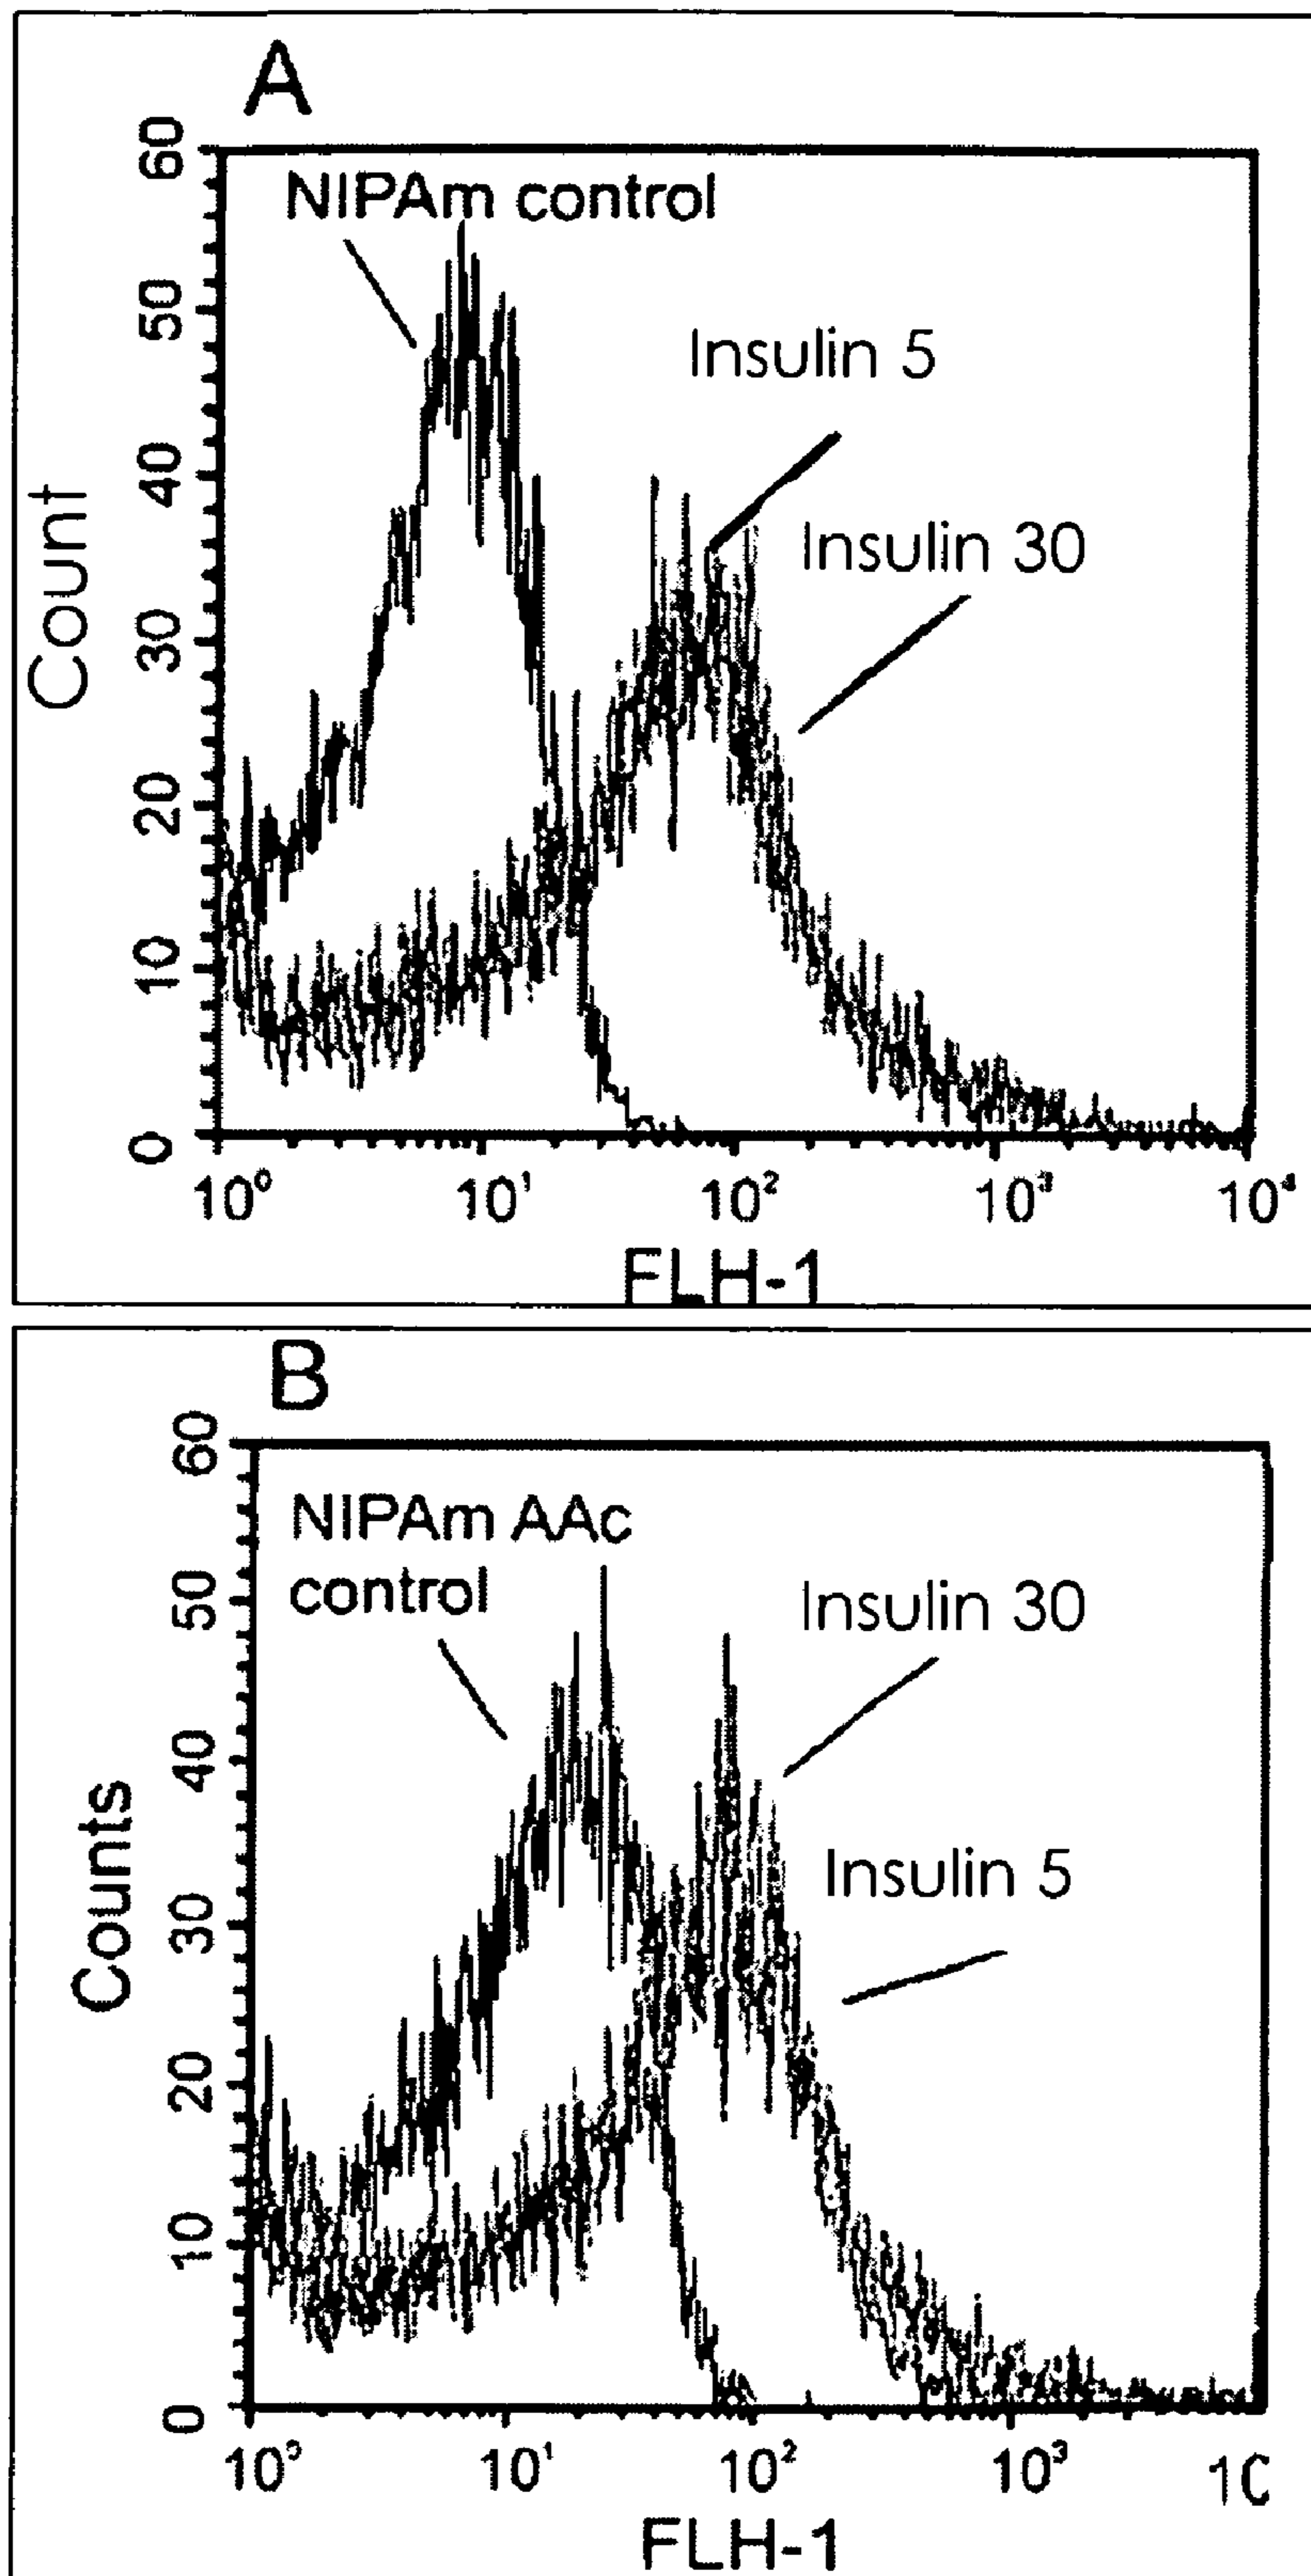 A
60
NIPAm control
50
Insulin 5
40
Insulin 30
Count
30
20
10
0
10⁰ 10¹ 10² 10³ 10⁴
FLH-1
B
60
NIPAm AAc
control
50
Insulin 30
40
Insulin 5
Counts
30
20
10
0
10⁰ 10¹ 10² 10³ 10
FLH-1